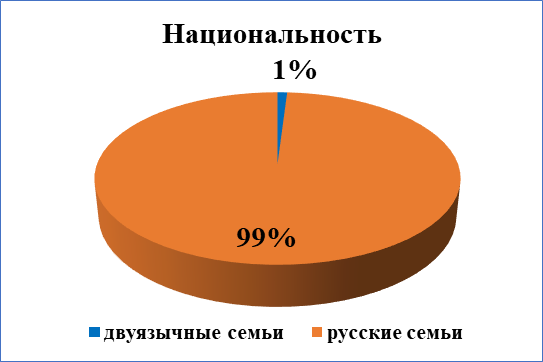 Национальность
1%
99%
двуязычные семьи
русские семьи